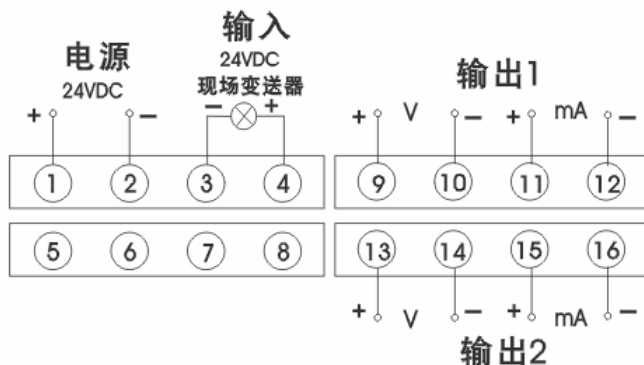 电源
24VDC
+ −
输入
24VDC
现场变送器
− +
输出1
+ V − + mA −
1 2 3 4
9 10 11 12
5 6 7 8
13 14 15 16
+ V − + mA −
输出2